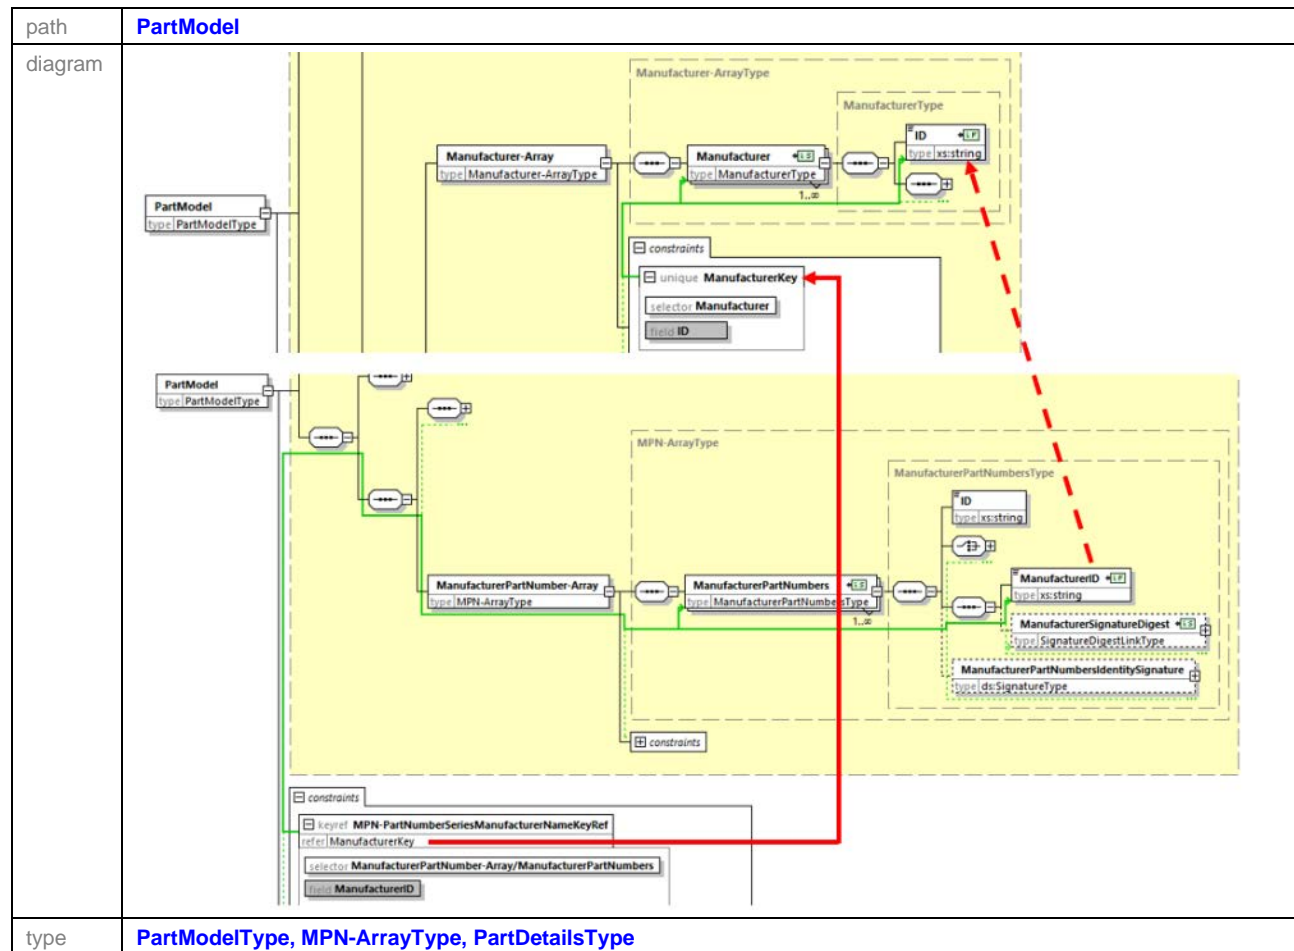 path PartModel
diagram
Manufacturer-ArrayType
ManufacturerType
ID
type xs:string
Manufacturer-Array
type Manufacturer-ArrayType
Manufacturer
type ManufacturerType
1..∞
PartModel
type PartModelType
constraints
unique ManufacturerKey
selector Manufacturer
field ID
PartModel
type PartModelType
MPN-ArrayType
ManufacturerPartNumbersType
ID
type xs:string
ManufacturerPartNumber-Array
type MPN-ArrayType
ManufacturerPartNumbers
type ManufacturerPartNumbersType
1..∞
ManufacturerID
type xs:string
ManufacturerSignatureDigest
type SignatureDigestLinkType
ManufacturerPartNumbersIdentitySignature
type ds:SignatureType
constraints
constraints
keyref MPN-PartNumberSeriesManufacturerNameKeyRef
refer ManufacturerKey
selector ManufacturerPartNumber-Array/ManufacturerPartNumbers
field ManufacturerID
type PartModelType, MPN-ArrayType, PartDetailsType